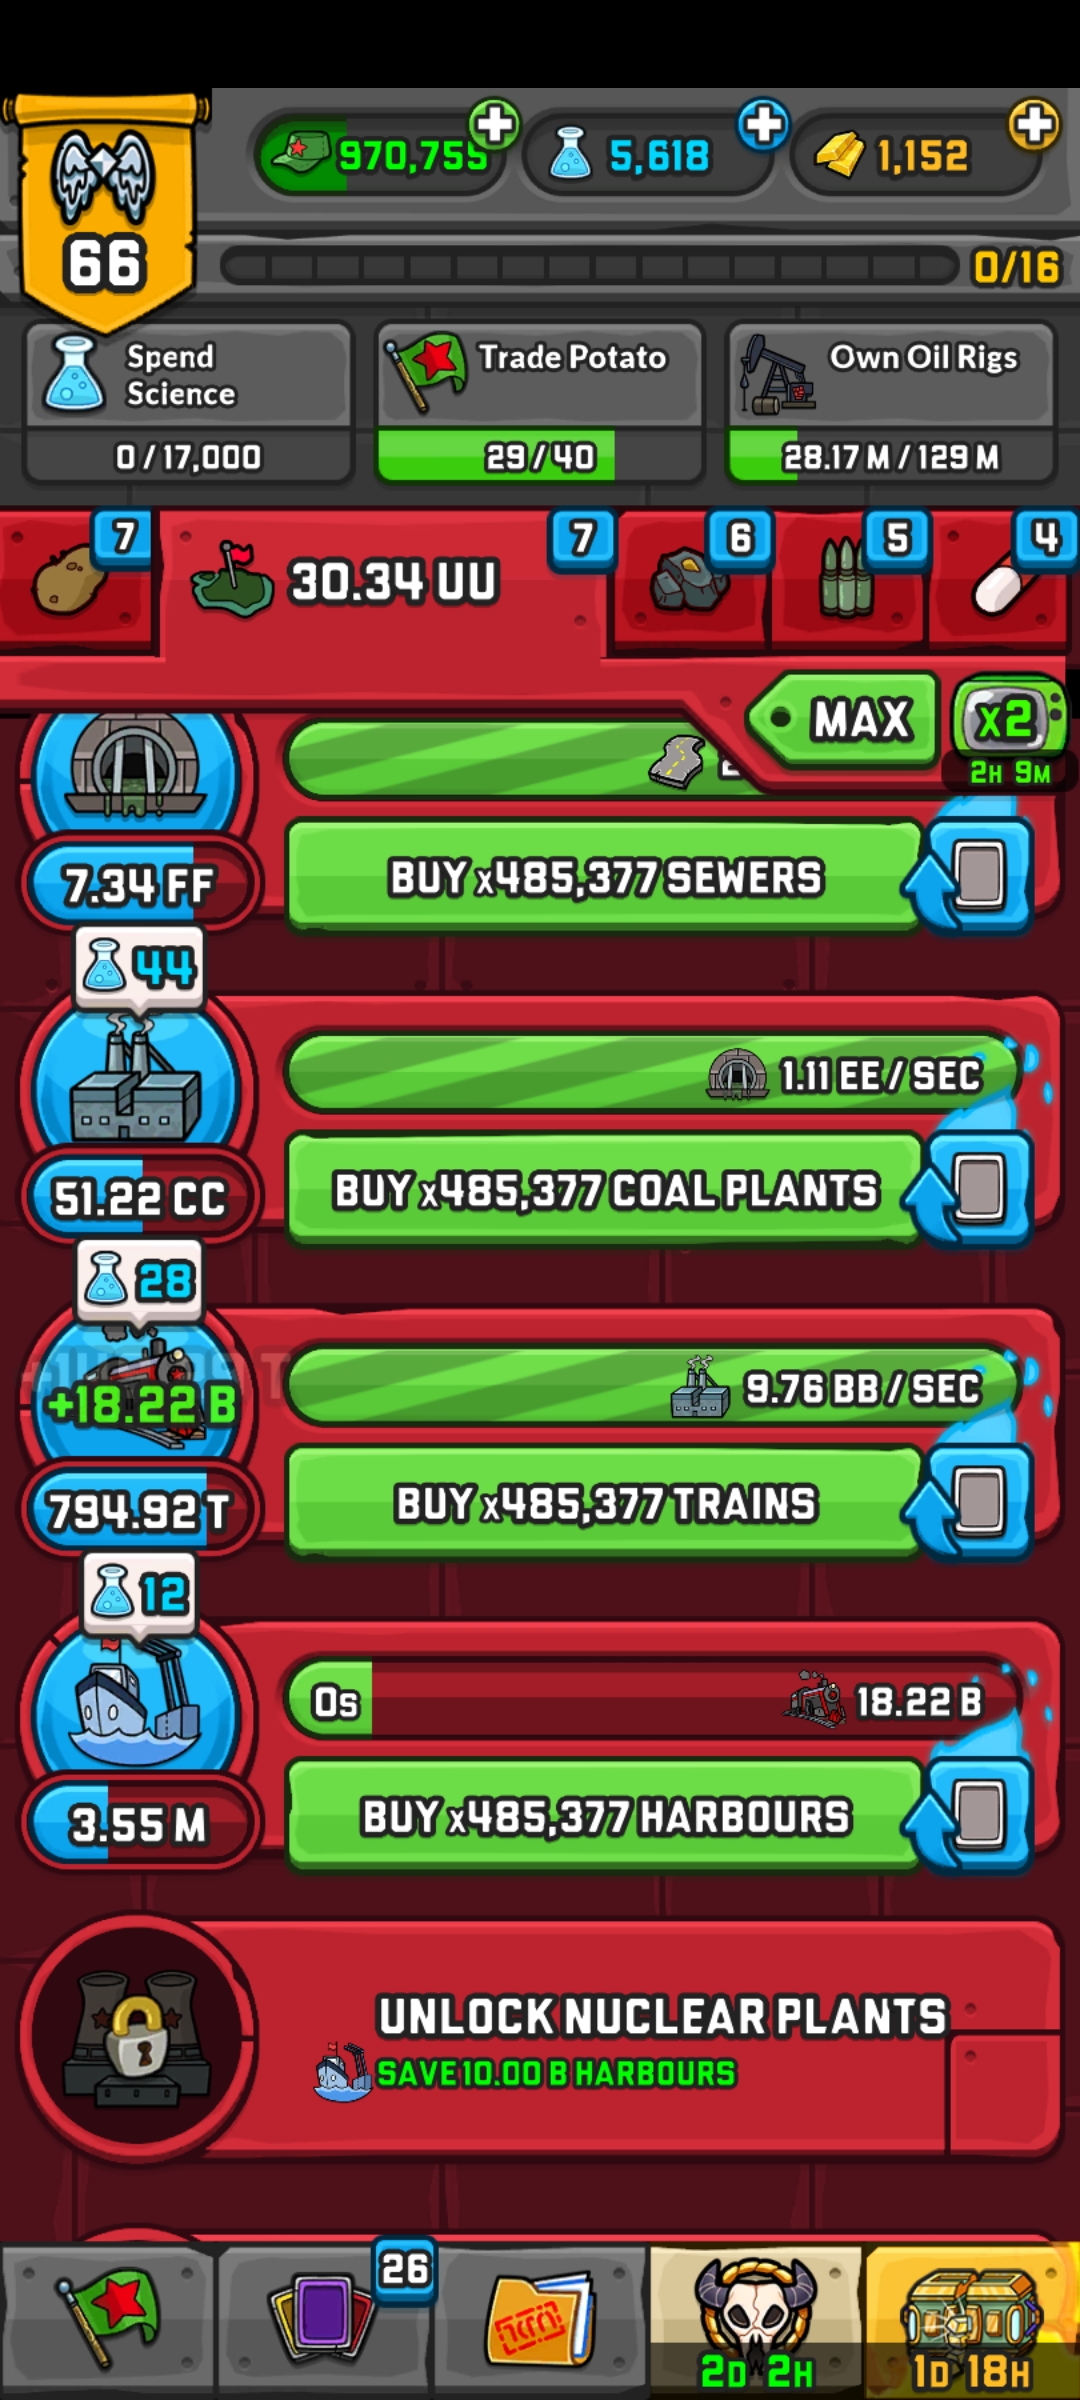 66
970,755
5,618
1,152
0/16
Spend
Science
0 / 17,000
Trade Potato
29 / 40
Own Oil Rigs
28.17 M / 129 M
7
30.34 UU
7
6
5
4
MAX
x2
2H 9M
7.34 FF
BUY x485,377 SEWERS
44
1.11 EE / SEC
51.22 CC
BUY x485,377 COAL PLANTS
28
+18.22 B
9.76 BB / SEC
794.92 T
BUY x485,377 TRAINS
12
0s
18.22 B
3.55 M
BUY x485,377 HARBOURS
UNLOCK NUCLEAR PLANTS
SAVE 10.00 B HARBOURS
26
2D 2H
1D 18H